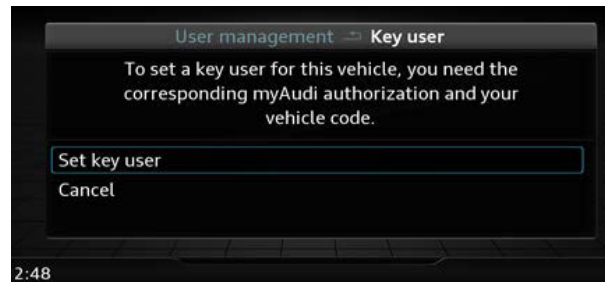 User management Key user
To set a key user for this vehicle, you need the
corresponding myAudi authorization and your
vehicle code.
Set key user
Cancel
2:48